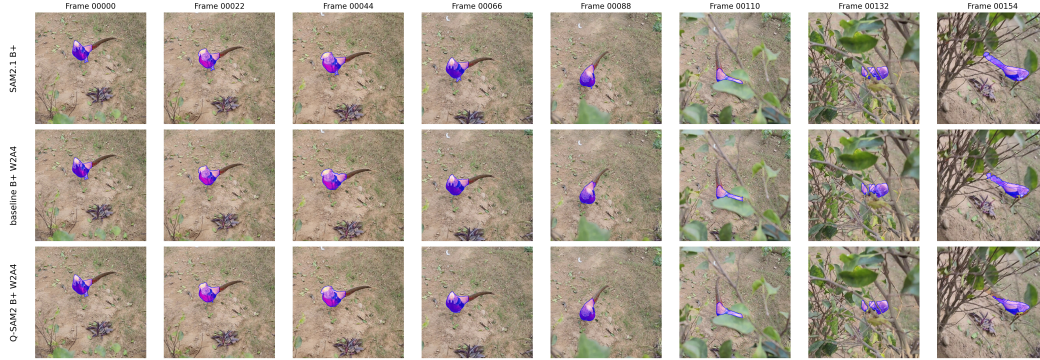 Frame 00000 Frame 00022 Frame 00044 Frame 00066 Frame 00088 Frame 00110 Frame 00132 Frame 00154
SAM2.1 B+
baseline B+ W2A4
Q-SAM2 B+ W2A4